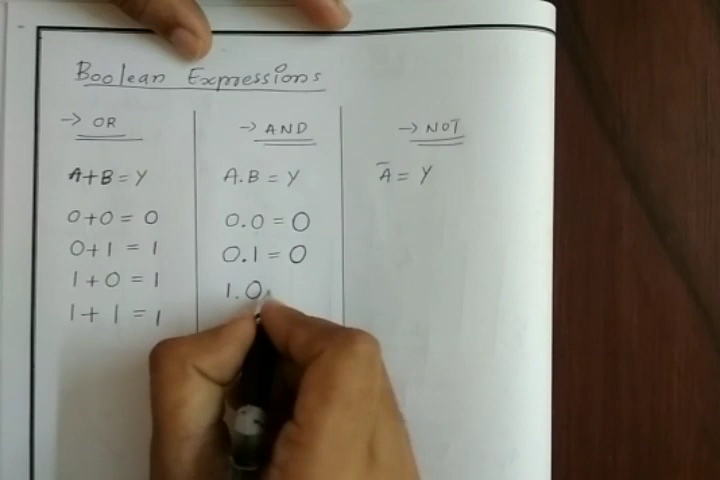 Boolean Expressions
→ OR
A+B = Y
0+0 = 0
0+1 = 1
1+0 = 1
1+1 = 1
→ AND
A.B = Y
0.0 = 0
0.1 = 0
1.0
→ NOT
A̅ = Y